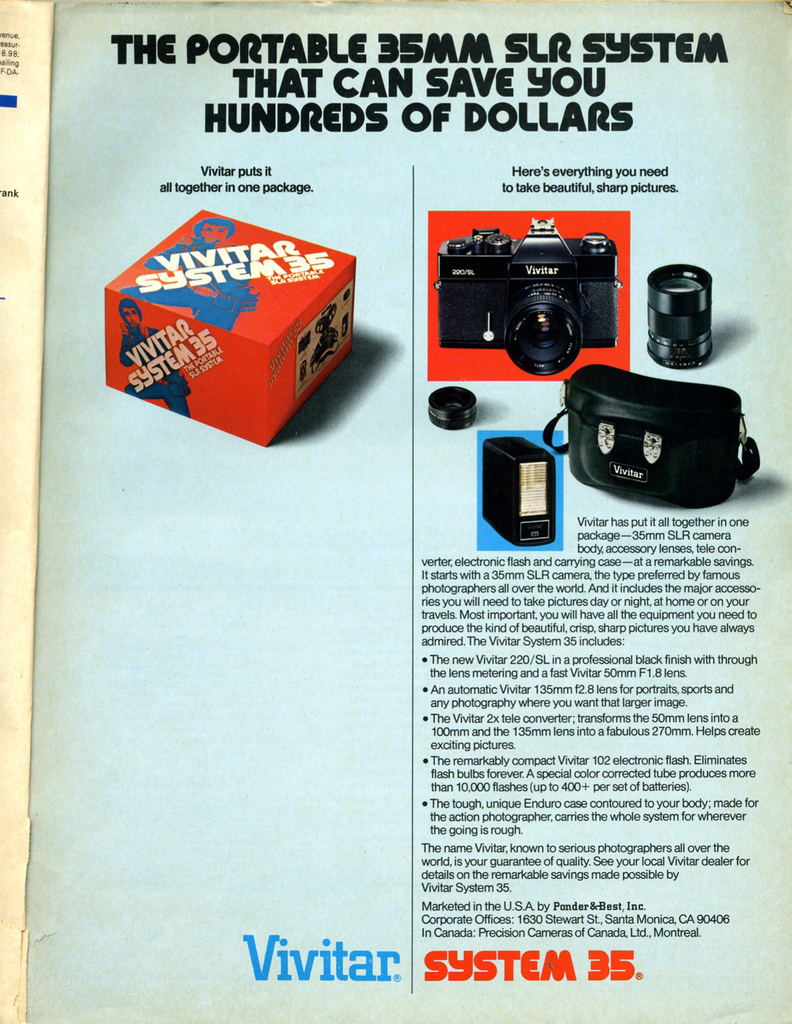 venue.
easur-
8.98;
ailing
F-DA-
rank
THE PORTABLE 35MM SLR SYSTEM
THAT CAN SAVE YOU
HUNDREDS OF DOLLARS
Vivitar puts it
all together in one package.
VIVITAR
SYSTEM 35
THE PORTABLE
SLR SYSTEM
VIVITAR
SYSTEM 35
THE PORTABLE
SLR SYSTEM
Here's everything you need
to take beautiful, sharp pictures.
220/SL
Vivitar
Vivitar
Vivitar
Vivitar has put it all together in one
package—35mm SLR camera
body, accessory lenses, tele con-
verter, electronic flash and carrying case—at a remarkable savings.
It starts with a 35mm SLR camera, the type preferred by famous
photographers all over the world. And it includes the major accesso-
ries you will need to take pictures day or night, at home or on your
travels. Most important, you will have all the equipment you need to
produce the kind of beautiful, crisp, sharp pictures you have always
admired. The Vivitar System 35 includes:
• The new Vivitar 220/SL in a professional black finish with through
the lens metering and a fast Vivitar 50mm F1.8 lens.
• An automatic Vivitar 135mm f2.8 lens for portraits, sports and
any photography where you want that larger image.
• The Vivitar 2x tele converter; transforms the 50mm lens into a
100mm and the 135mm lens into a fabulous 270mm. Helps create
exciting pictures.
• The remarkably compact Vivitar 102 electronic flash. Eliminates
flash bulbs forever. A special color corrected tube produces more
than 10,000 flashes (up to 400+ per set of batteries).
• The tough, unique Enduro case contoured to your body; made for
the action photographer, carries the whole system for wherever
the going is rough.
The name Vivitar, known to serious photographers all over the
world, is your guarantee of quality. See your local Vivitar dealer for
details on the remarkable savings made possible by
Vivitar System 35.
Marketed in the U.S.A. by Ponder&Best, Inc.
Corporate Offices: 1630 Stewart St., Santa Monica, CA 90406
In Canada: Precision Cameras of Canada, Ltd., Montreal.
Vivitar® SYSTEM 35®